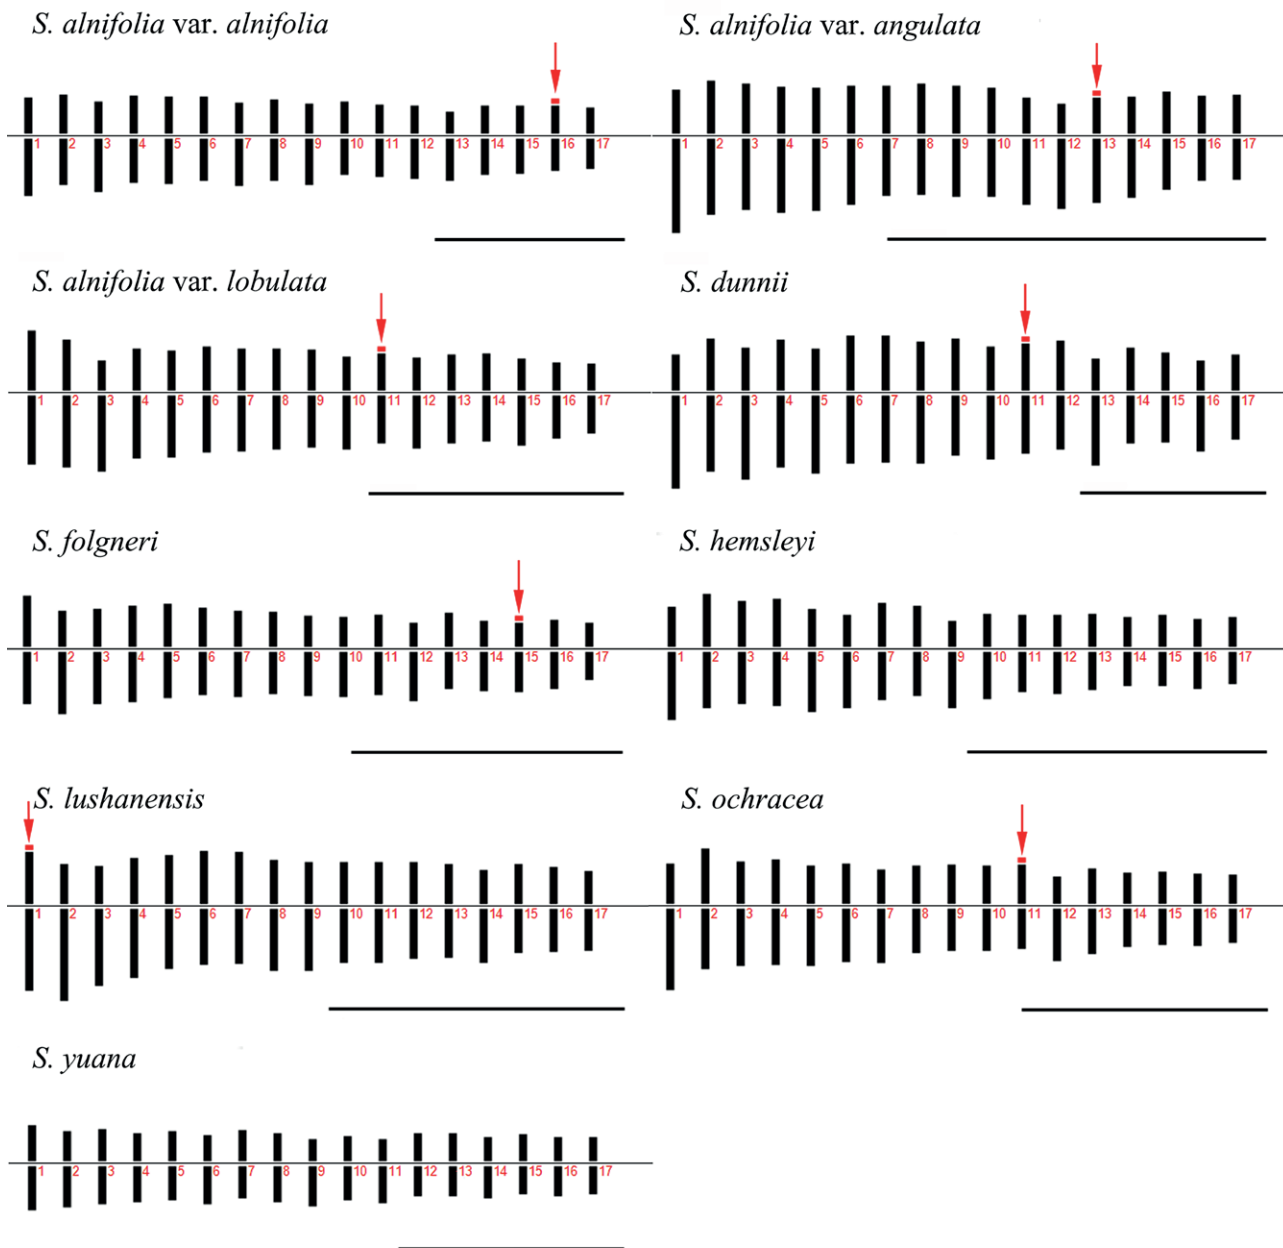 S. alnifolia var. alnifolia
1 2 3 4 5 6 7 8 9 10 11 12 13 14 15 16 17
S. alnifolia var. angulata
1 2 3 4 5 6 7 8 9 10 11 12 13 14 15 16 17
S. alnifolia var. lobulata
1 2 3 4 5 6 7 8 9 10 11 12 13 14 15 16 17
S. dunnii
1 2 3 4 5 6 7 8 9 10 11 12 13 14 15 16 17
S. folgneri
1 2 3 4 5 6 7 8 9 10 11 12 13 14 15 16 17
S. hemsleyi
1 2 3 4 5 6 7 8 9 10 11 12 13 14 15 16 17
S. lushanensis
1 2 3 4 5 6 7 8 9 10 11 12 13 14 15 16 17
S. ochracea
1 2 3 4 5 6 7 8 9 10 11 12 13 14 15 16 17
S. yuana
1 2 3 4 5 6 7 8 9 10 11 12 13 14 15 16 17